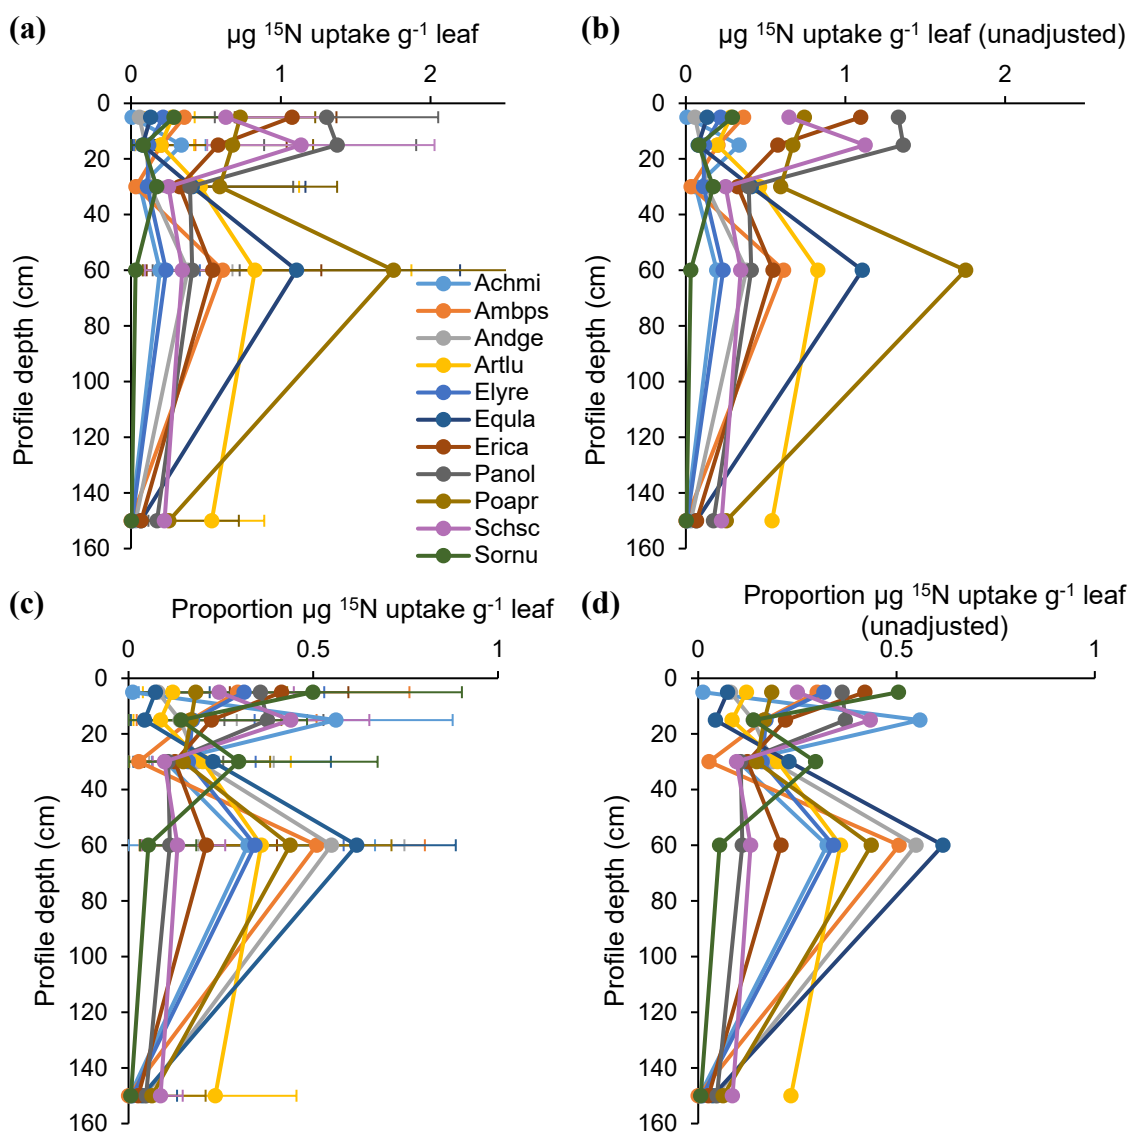 (a)
µg ¹⁵N uptake g⁻¹ leaf
0 1 2
0
20
40
60
80
100
120
140
160
Profile depth (cm)
Achmi
Ambps
Andge
Artlu
Elyre
Equla
Erica
Panol
Poapr
Schsc
Sornu
(b)
µg ¹⁵N uptake g⁻¹ leaf (unadjusted)
0 1 2
0
20
40
60
80
100
120
140
160
Profile depth (cm)
(c)
Proportion µg ¹⁵N uptake g⁻¹ leaf
0 0.5 1
0
20
40
60
80
100
120
140
160
Profile depth (cm)
(d)
Proportion µg ¹⁵N uptake g⁻¹ leaf
(unadjusted)
0 0.5 1
0
20
40
60
80
100
120
140
160
Profile depth (cm)